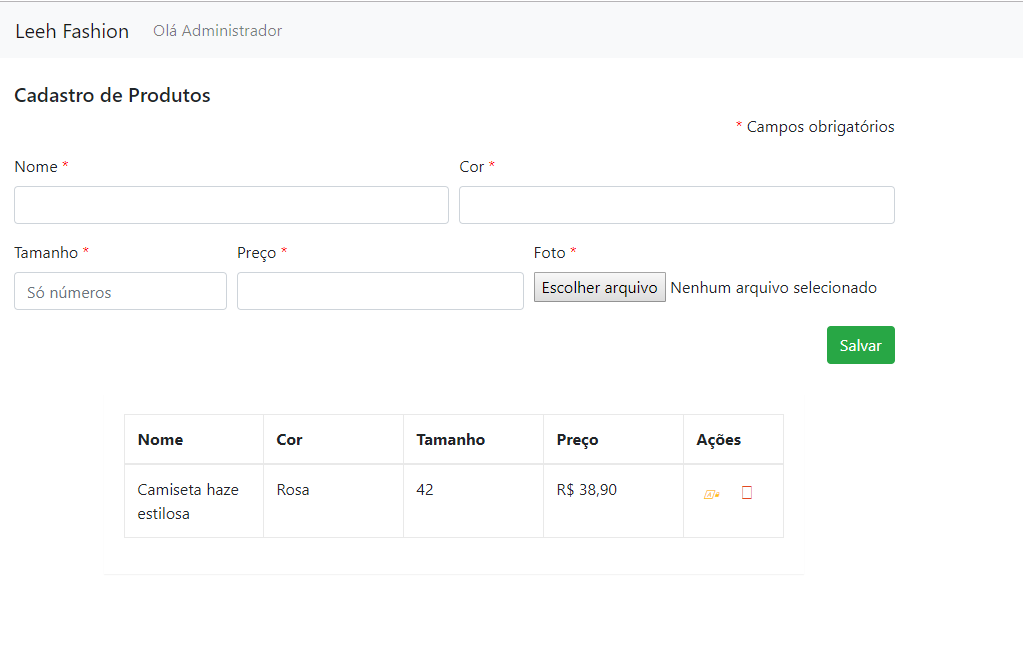 Leeh Fashion Olá Administrador
Cadastro de Produtos
* Campos obrigatórios
Nome * Cor *
Tamanho * Preço * Foto *
Só números Escolher arquivo Nenhum arquivo selecionado
Salvar
Nome Cor Tamanho Preço Ações
Camiseta haze Rosa 42 R$ 38,90
estilosa